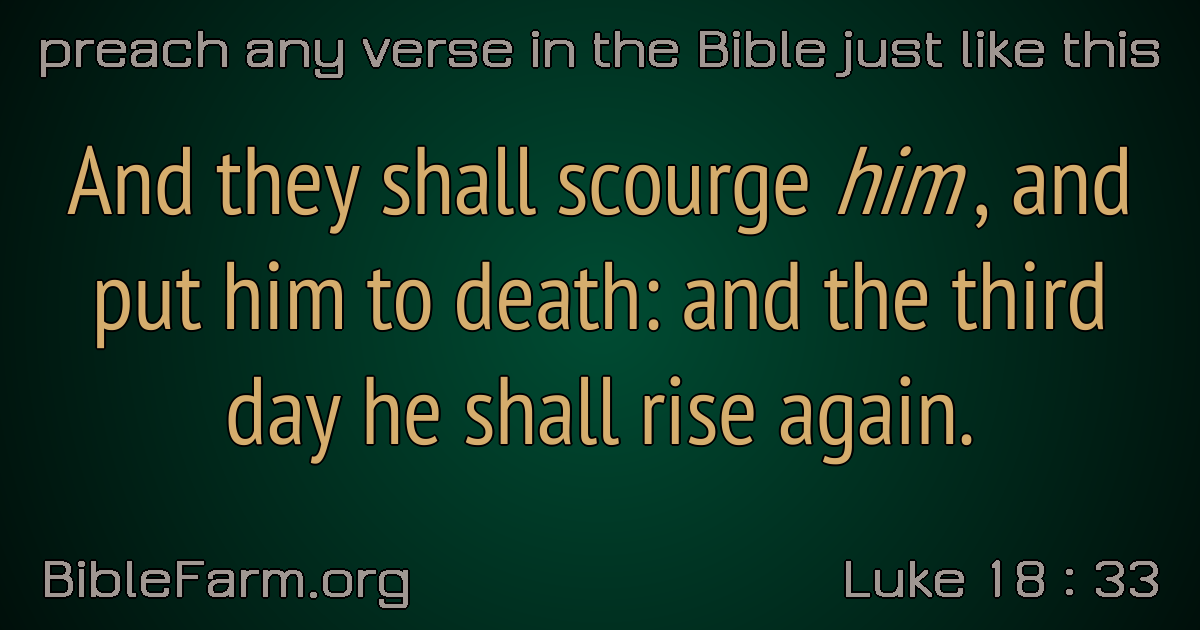 preach any verse in the Bible just like this
And they shall scourge him, and
put him to death: and the third
day he shall rise again.
BibleFarm.org
Luke 18 : 33